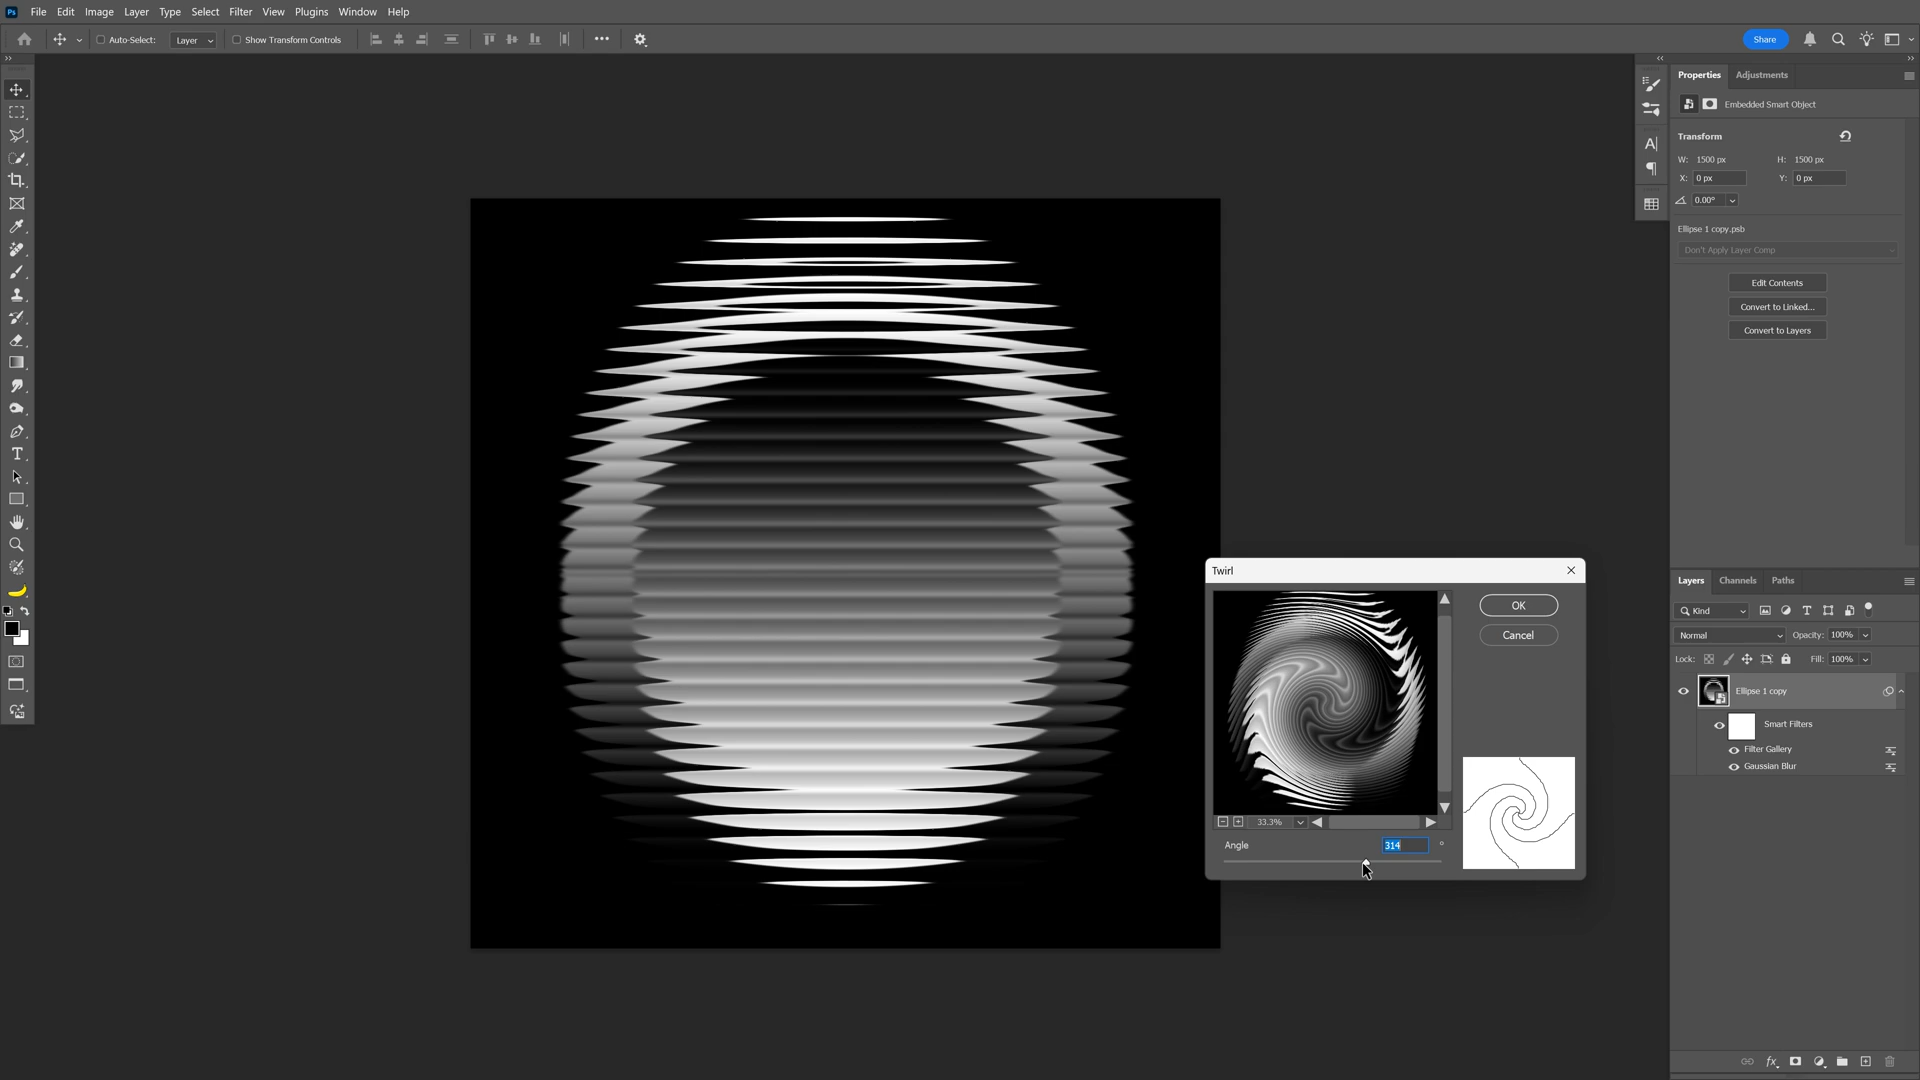 Ps File Edit Image Layer Type Select Filter View Plugins Window Help
Auto-Select: Layer Show Transform Controls ••• Share
Properties Adjustments
Embedded Smart Object
Transform
W: 1500 px H: 1500 px
X: 0 px Y: 0 px
0.00°
Ellipse 1 copy.psb
Don't Apply Layer Comp
Edit Contents
Convert to Linked...
Convert to Layers
Twirl
OK
Cancel
33.3%
Angle 314 °
Layers Channels Paths
Kind
Normal Opacity: 100%
Lock: Fill: 100%
Ellipse 1 copy
Smart Filters
Filter Gallery
Gaussian Blur
fx